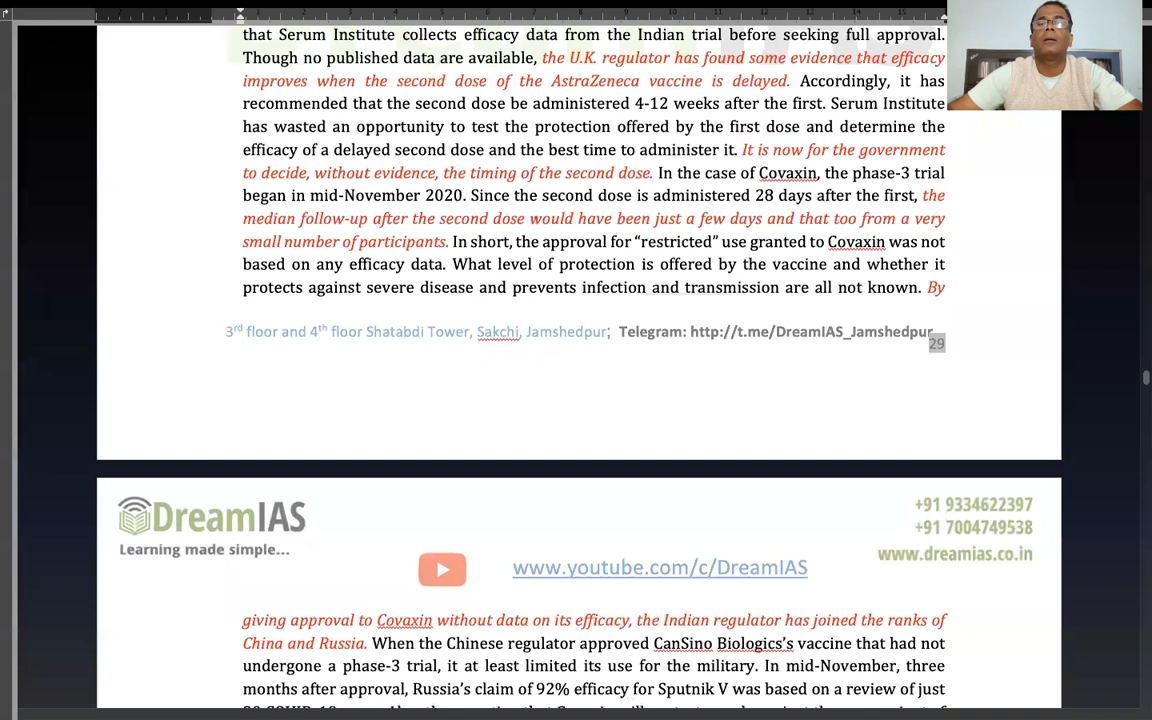 that Serum Institute collects efficacy data from the Indian trial before seeking full approval.
Though no published data are available, the U.K. regulator has found some evidence that efficacy
improves when the second dose of the AstraZeneca vaccine is delayed. Accordingly, it has
recommended that the second dose be administered 4-12 weeks after the first. Serum Institute
has wasted an opportunity to test the protection offered by the first dose and determine the
efficacy of a delayed second dose and the best time to administer it. It is now for the government
to decide, without evidence, the timing of the second dose. In the case of Covaxin, the phase-3 trial
began in mid-November 2020. Since the second dose is administered 28 days after the first, the
median follow-up after the second dose would have been just a few days and that too from a very
small number of participants. In short, the approval for “restricted” use granted to Covaxin was not
based on any efficacy data. What level of protection is offered by the vaccine and whether it
protects against severe disease and prevents infection and transmission are all not known. By
3rd floor and 4th floor Shatabdi Tower, Sakchi, Jamshedpur; Telegram: http://t.me/DreamIAS_Jamshedpur
29
DreamIAS
Learning made simple...
+91 9334622397
+91 7004749538
www.dreamias.co.in
www.youtube.com/c/DreamIAS
giving approval to Covaxin without data on its efficacy, the Indian regulator has joined the ranks of
China and Russia. When the Chinese regulator approved CanSino Biologics’s vaccine that had not
undergone a phase-3 trial, it at least limited its use for the military. In mid-November, three
months after approval, Russia’s claim of 92% efficacy for Sputnik V was based on a review of just